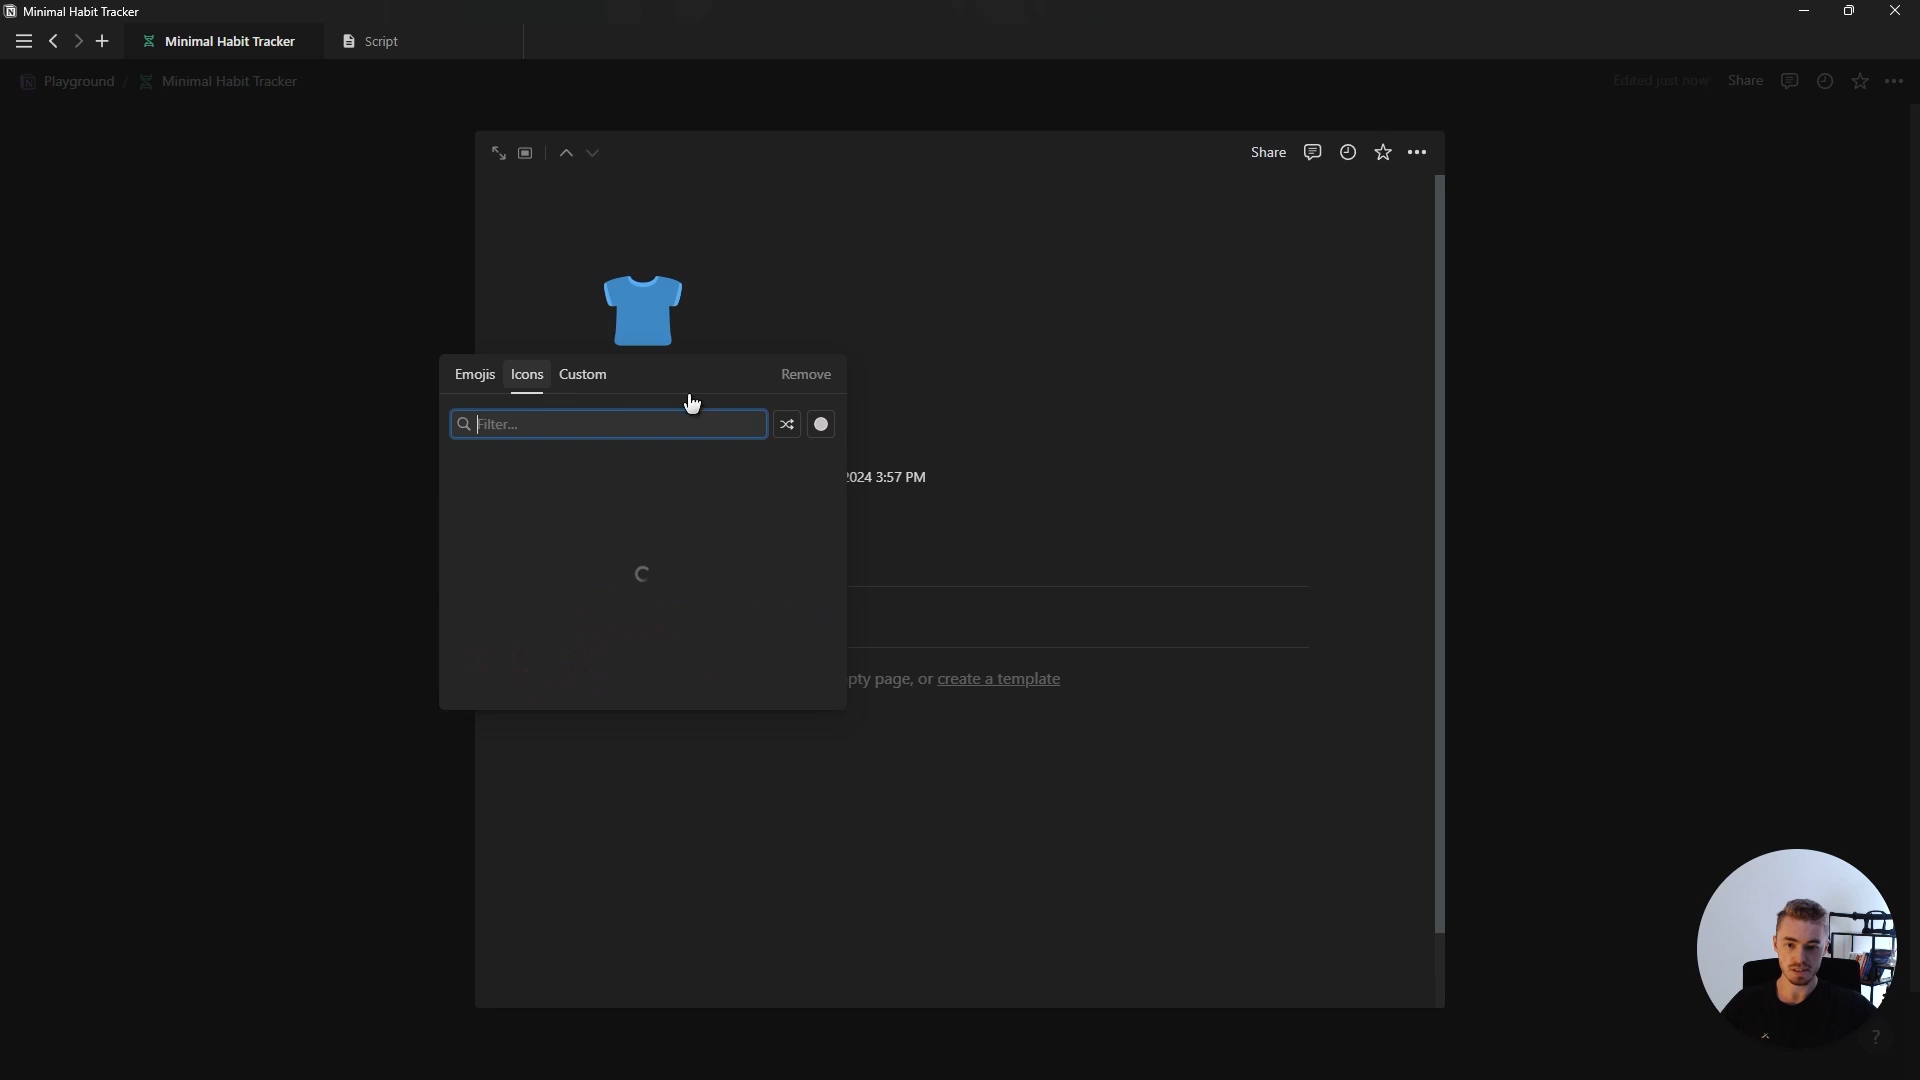 Minimal Habit Tracker
Minimal Habit Tracker
Script
Playground / Minimal Habit Tracker
Edited just now
Share
Share
Emojis
Icons
Custom
Remove
Filter...
2024 3:57 PM
pty page, or create a template
?